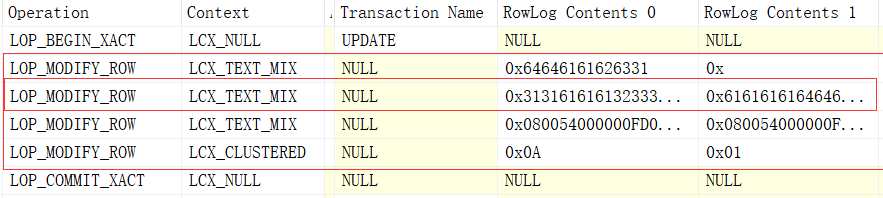 Operation Context Transaction Name RowLog Contents 0 RowLog Contents 1
LOP_BEGIN_XACT LCX_NULL UPDATE NULL NULL
LOP_MODIFY_ROW LCX_TEXT_MIX NULL 0x64646161626331 0x
LOP_MODIFY_ROW LCX_TEXT_MIX NULL 0x313161616132333... 0x6161616164646...
LOP_MODIFY_ROW LCX_TEXT_MIX NULL 0x080054000000FD0... 0x080054000000F...
LOP_MODIFY_ROW LCX_CLUSTERED NULL 0x0A 0x01
LOP_COMMIT_XACT LCX_NULL NULL NULL NULL